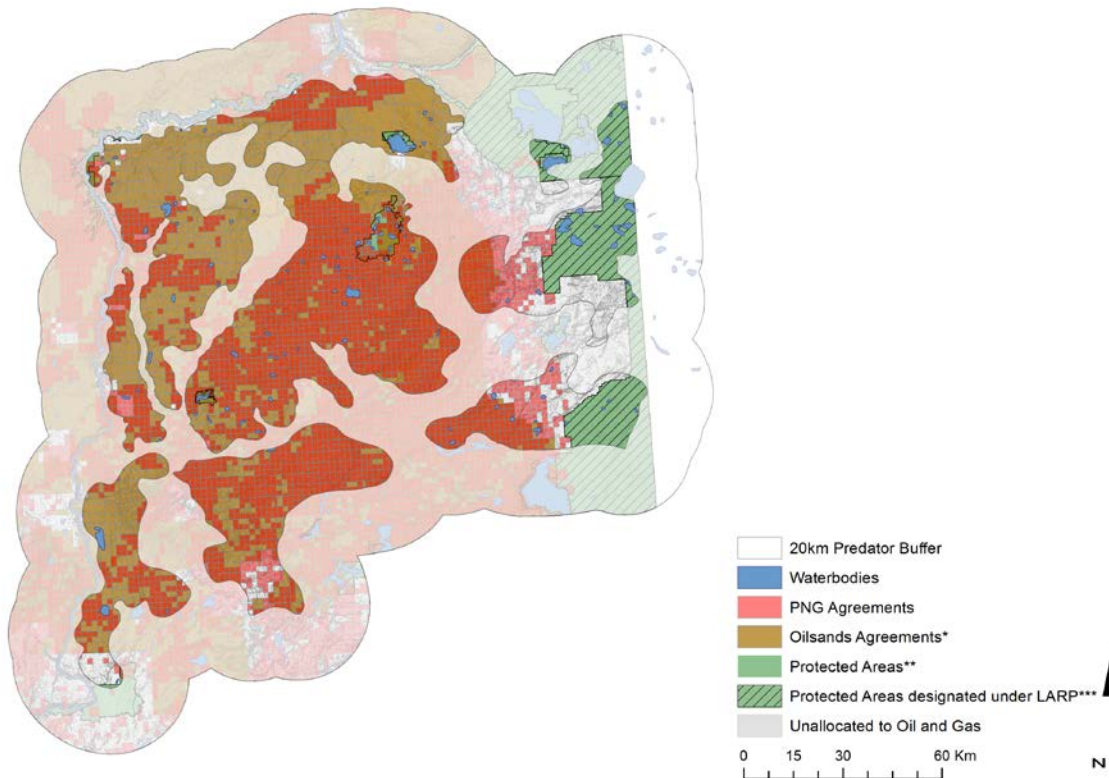 20km Predator Buffer
Waterbodies
PNG Agreements
Oilsands Agreements*
Protected Areas**
Protected Areas designated under LARP***
Unallocated to Oil and Gas
0 15 30 60 Km
N